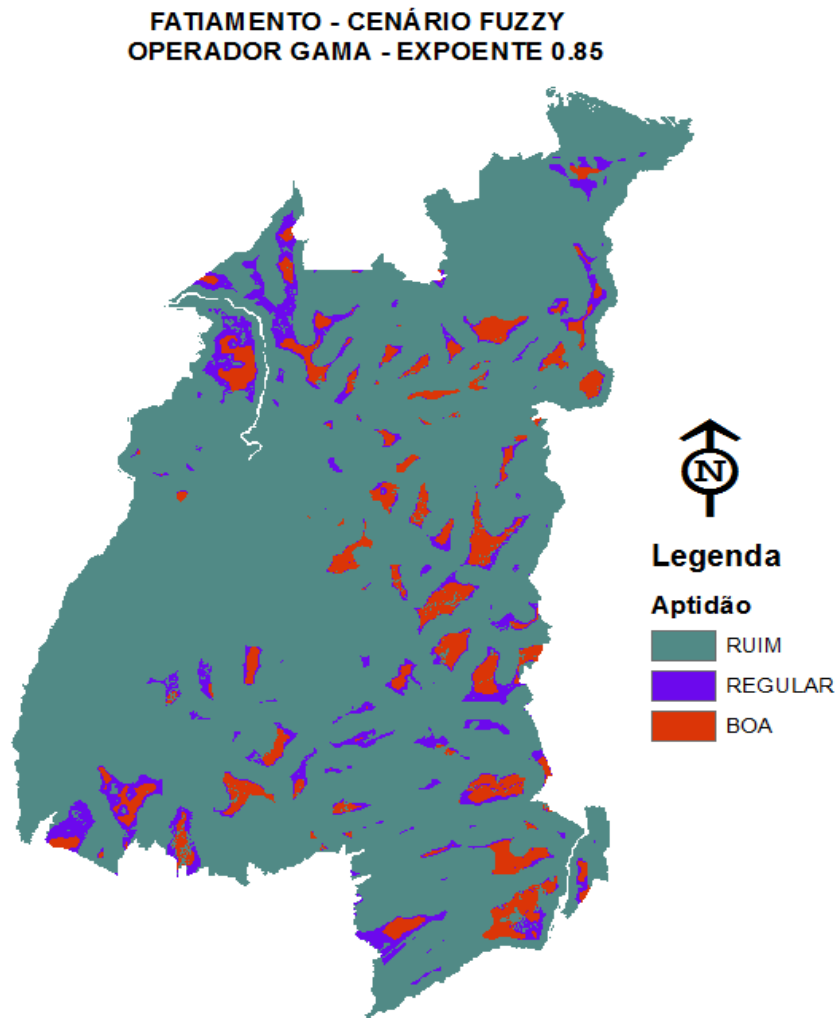 FATIAMENTO - CENÁRIO FUZZY
OPERADOR GAMA - EXPOENTE 0.85
N
Legenda
Aptidão
RUIM
REGULAR
BOA